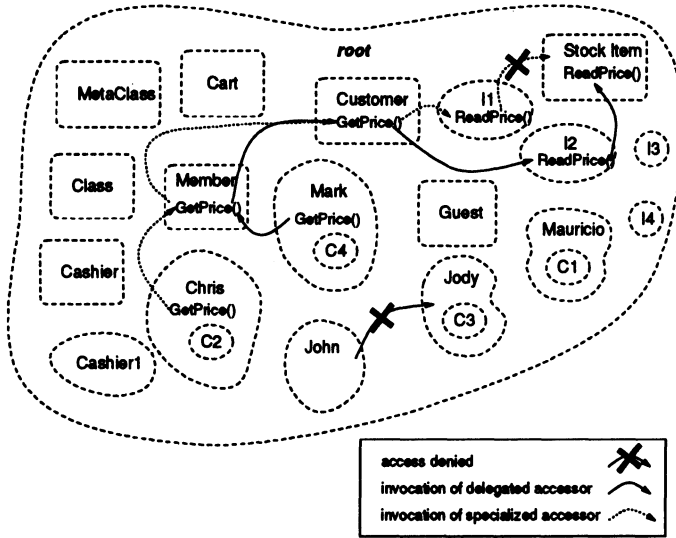 root
Stock Item
ReadPrice()
MetaClass
Cart
Customer
GetPrice()
I1
ReadPrice()
I2
ReadPrice()
I3
Class
Member
GetPrice()
Mark
GetPrice()
C4
Guest
I4
Mauricio
C1
Cashier
Chris
GetPrice()
C2
Jody
C3
John
Cashier1
access denied
invocation of delegated accessor
invocation of specialized accessor